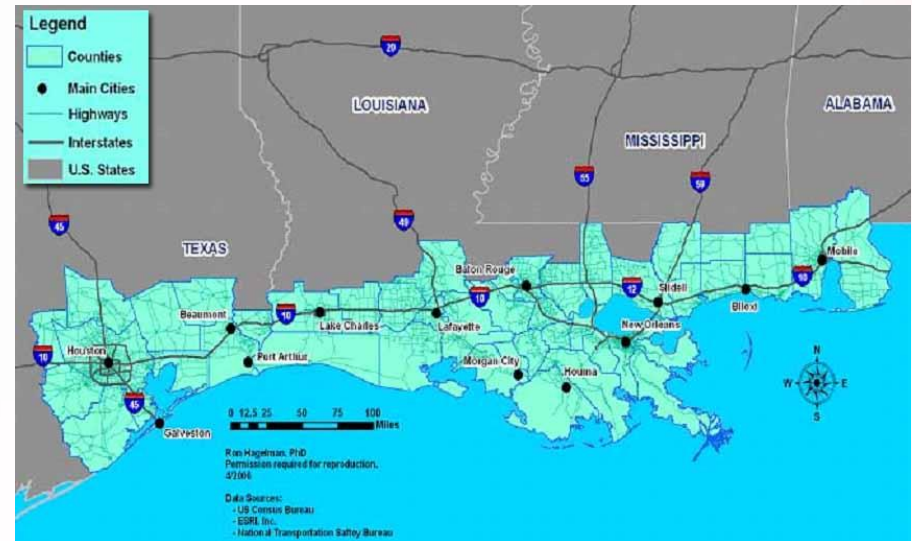 Legend
Counties
Main Cities
Highways
Interstates
U.S. States
20
LOUISIANA
ALABAMA
MISSISSIPPI
55
59
45
49
TEXAS
Mobile
Baton Rouge
10
12
Slidell
10
Biloxi
Beaumont
10
Lake Charles
Lafayette
New Orleans
Houston
10
Port Arthur
Morgan City
Houma
N
W E
S
45
0 12.5 25 50 75 100
Miles
Galveston
Ron Hagelman, PhD
Permission required for reproduction.
4/2006
Data Sources:
- US Census Bureau
- ESRI, Inc.
- National Transportation Saftey Bureau